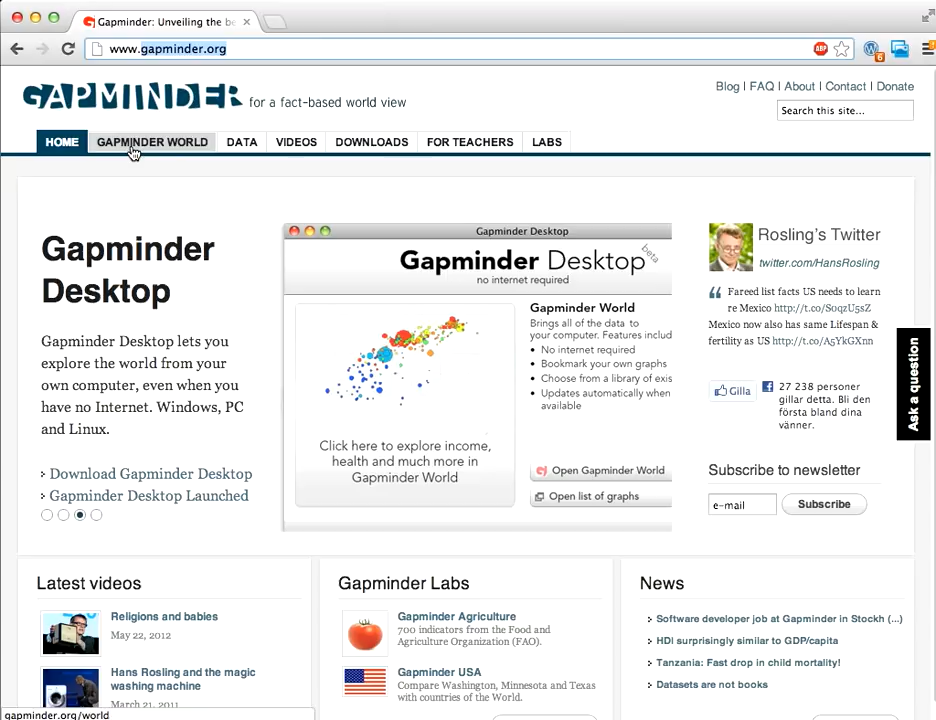 Gapminder: Unveiling the be
www.gapminder.org
ABP
6
GAPMINDER for a fact-based world view
Blog | FAQ | About | Contact | Donate
Search this site...
HOME GAPMINDER WORLD DATA VIDEOS DOWNLOADS FOR TEACHERS LABS
Gapminder
Desktop
Gapminder Desktop lets you
explore the world from your
own computer, even when you
have no Internet. Windows, PC
and Linux.
Download Gapminder Desktop
Gapminder Desktop Launched
Gapminder Desktop
Gapminder Desktop beta
no internet required
Click here to explore income,
health and much more in
Gapminder World
Gapminder World
Brings all of the data to
your computer. Features includ
• No internet required
• Bookmark your own graphs
• Choose from a library of exis
• Updates automatically when
available
Open Gapminder World
Open list of graphs
Rosling's Twitter
twitter.com/HansRosling
“ Fareed list facts US needs to learn
re Mexico http://t.co/SoqzU5sZ
Mexico now also has same Lifespan &
fertility as US http://t.co/A5YkGXnn
Gilla
27 238 personer
gillar detta. Bli den
första bland dina
vänner.
Subscribe to newsletter
e-mail Subscribe
Ask a question
Latest videos
Religions and babies
May 22, 2012
Hans Rosling and the magic
washing machine
March 21, 2011
Gapminder Labs
Gapminder Agriculture
700 indicators from the Food and
Agriculture Organization (FAO).
Gapminder USA
Compare Washington, Minnesota and Texas
with countries of the World.
News
Software developer job at Gapminder in Stockh (...)
HDI surprisingly similar to GDP/capita
Tanzania: Fast drop in child mortality!
Datasets are not books
gapminder.org/world